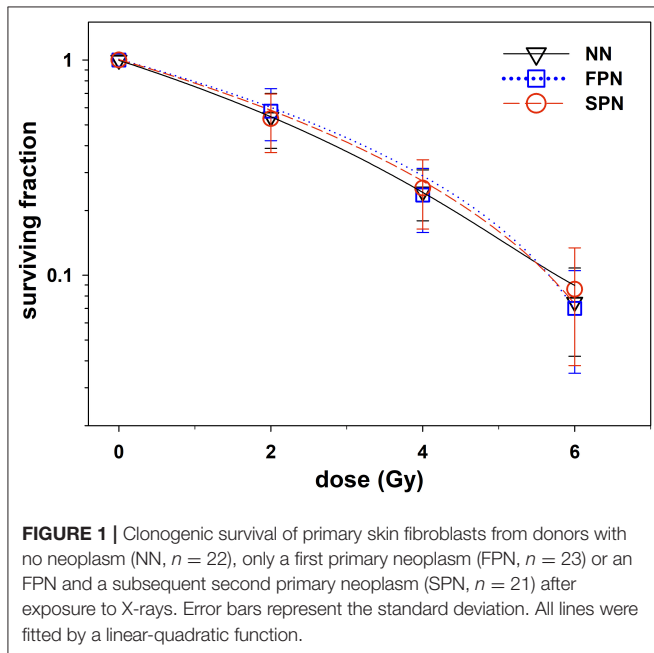 1
0.1
surviving fraction
NN
FPN
SPN
0 2 4 6
dose (Gy)
FIGURE 1 | Clonogenic survival of primary skin fibroblasts from donors with
no neoplasm (NN, n = 22), only a first primary neoplasm (FPN, n = 23) or an
FPN and a subsequent second primary neoplasm (SPN, n = 21) after
exposure to X-rays. Error bars represent the standard deviation. All lines were
fitted by a linear-quadratic function.